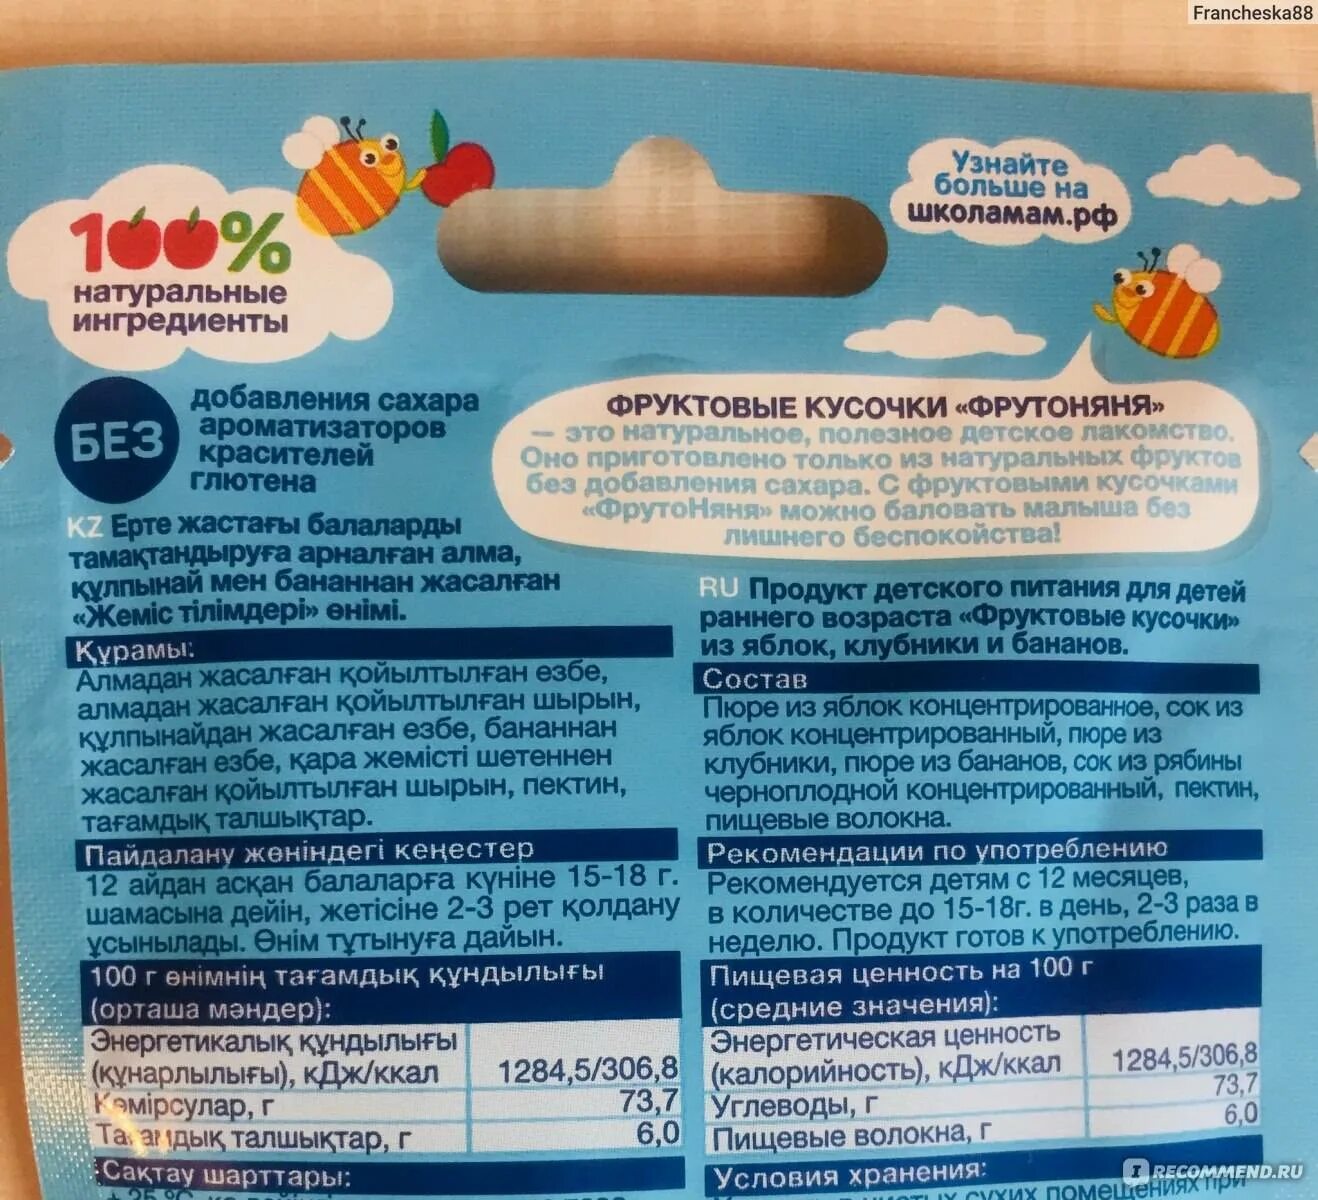 Francheska88
100%
натуральные
ингредиенты
Узнайте
больше на
школамам.рф
БЕЗ
добавления сахара
ароматизаторов
красителей
глютена
ФРУКТОВЫЕ КУСОЧКИ «ФРУТОНЯНЯ»
— это натуральное, полезное детское лакомство.
Оно приготовлено только из натуральных фруктов
без добавления сахара. С фруктовыми кусочками
«ФрутоНяня» можно баловать малыша без
лишнего беспокойства!
KZ Ерте жастағы балаларды
тамақтандыруға арналған алма,
құлпынай мен бананнан жасалған
«Жеміс тілімдері» өнімі.
Құрамы:
Алмадан жасалған қойылтылған езбе,
алмадан жасалған қойылтылған шырын,
құлпынайдан жасалған езбе, бананнан
жасалған езбе, қара жемісті шетеннен
жасалған қойылтылған шырын, пектин,
тағамдық талшықтар.
Пайдалану жөніндегі кеңестер
12 айдан асқан балаларға күніне 15-18 г.
шамасына дейін, жетісіне 2-3 рет қолдану
ұсынылады. Өнім тұтынуға дайын.
100 г өнімнің тағамдық құндылығы
(орташа мәндер):
Энергетикалық құндылығы
(құнарлылығы), кДж/ккал 1284,5/306,8
Көмірсулар, г 73,7
Тағамдық талшықтар, г 6,0
Сақтау шарттары:
RU Продукт детского питания для детей
раннего возраста «Фруктовые кусочки»
из яблок, клубники и бананов.
Состав
Пюре из яблок концентрированное, сок из
яблок концентрированный, пюре из
клубники, пюре из бананов, сок из рябины
черноплодной концентрированный, пектин,
пищевые волокна.
Рекомендации по употреблению
Рекомендуется детям с 12 месяцев,
в количестве до 15-18г. в день, 2-3 раза в
неделю. Продукт готов к употреблению.
Пищевая ценность на 100 г
(средние значения):
Энергетическая ценность
(калорийность), кДж/ккал 1284,5/306,8
Углеводы, г 73,7
Пищевые волокна, г 6,0
Условия хранения:
сухих помещениях при
IRECOMMEND.RU